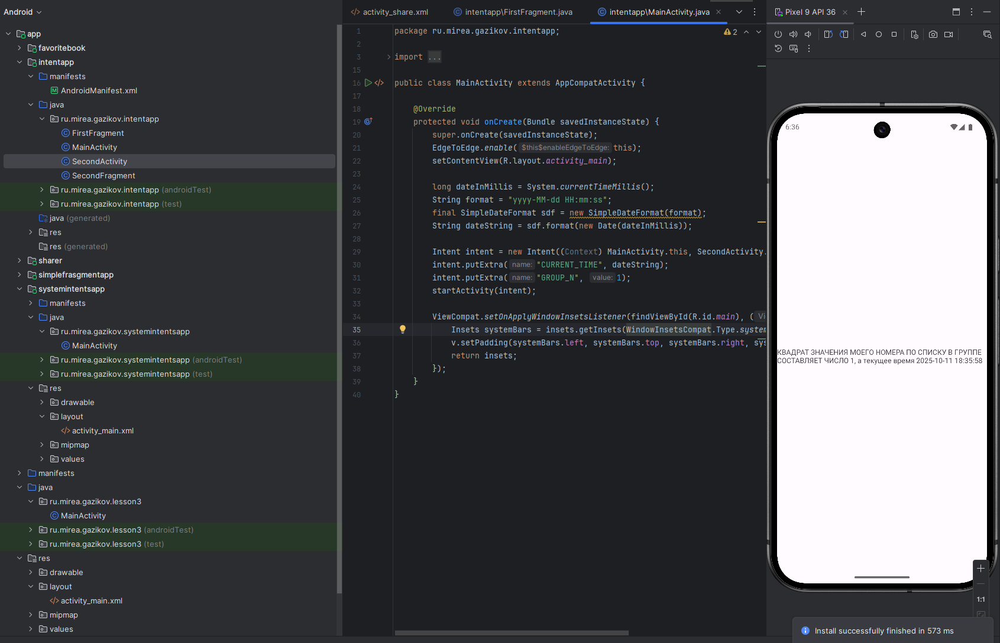 Android
app
favoritebook
intentapp
manifests
AndroidManifest.xml
java
ru.mirea.gazikov.intentapp
FirstFragment
MainActivity
SecondActivity
SecondFragment
ru.mirea.gazikov.intentapp (androidTest)
ru.mirea.gazikov.intentapp (test)
java (generated)
res
res (generated)
sharer
simplefrasgmentapp
systemintentsapp
manifests
java
ru.mirea.gazikov.systemintentsapp
MainActivity
ru.mirea.gazikov.systemintentsapp (androidTest)
ru.mirea.gazikov.systemintentsapp (test)
res
drawable
layout
activity_main.xml
mipmap
values
manifests
java
ru.mirea.gazikov.lesson3
MainActivity
ru.mirea.gazikov.lesson3 (androidTest)
ru.mirea.gazikov.lesson3 (test)
res
drawable
layout
activity_main.xml
mipmap
values
activity_share.xml
intentapp\FirstFragment.java
intentapp\MainActivity.java
2
1 package ru.mirea.gazikov.intentapp;
2
3 import ...
15
16 public class MainActivity extends AppCompatActivity {
17
18 @Override
19 protected void onCreate(Bundle savedInstanceState) {
20 super.onCreate(savedInstanceState);
21 EdgeToEdge.enable( $this$enableEdgeToEdge: this);
22 setContentView(R.layout.activity_main);
23
24 long dateInMillis = System.currentTimeMillis();
25 String format = "yyyy-MM-dd HH:mm:ss";
26 final SimpleDateFormat sdf = new SimpleDateFormat(format);
27 String dateString = sdf.format(new Date(dateInMillis));
28
29 Intent intent = new Intent((Context) MainActivity.this, SecondActivity.
30 intent.putExtra( name: "CURRENT_TIME", dateString);
31 intent.putExtra( name: "GROUP_N", value: 1);
32 startActivity(intent);
33
34 ViewCompat.setOnApplyWindowInsetsListener(findViewById(R.id.main), ( Vi
35 Insets systemBars = insets.getInsets(WindowInsetsCompat.Type.system
36 v.setPadding(systemBars.left, systemBars.top, systemBars.right, sys
37 return insets;
38 });
39 }
40 }
Pixel 9 API 36
6:36
КВАДРАТ ЗНАЧЕНИЯ МОЕГО НОМЕРА ПО СПИСКУ В ГРУППЕ
СОСТАВЛЯЕТ ЧИСЛО 1, а текущее время 2025-10-11 18:35:58
1:1
Install successfully finished in 573 ms